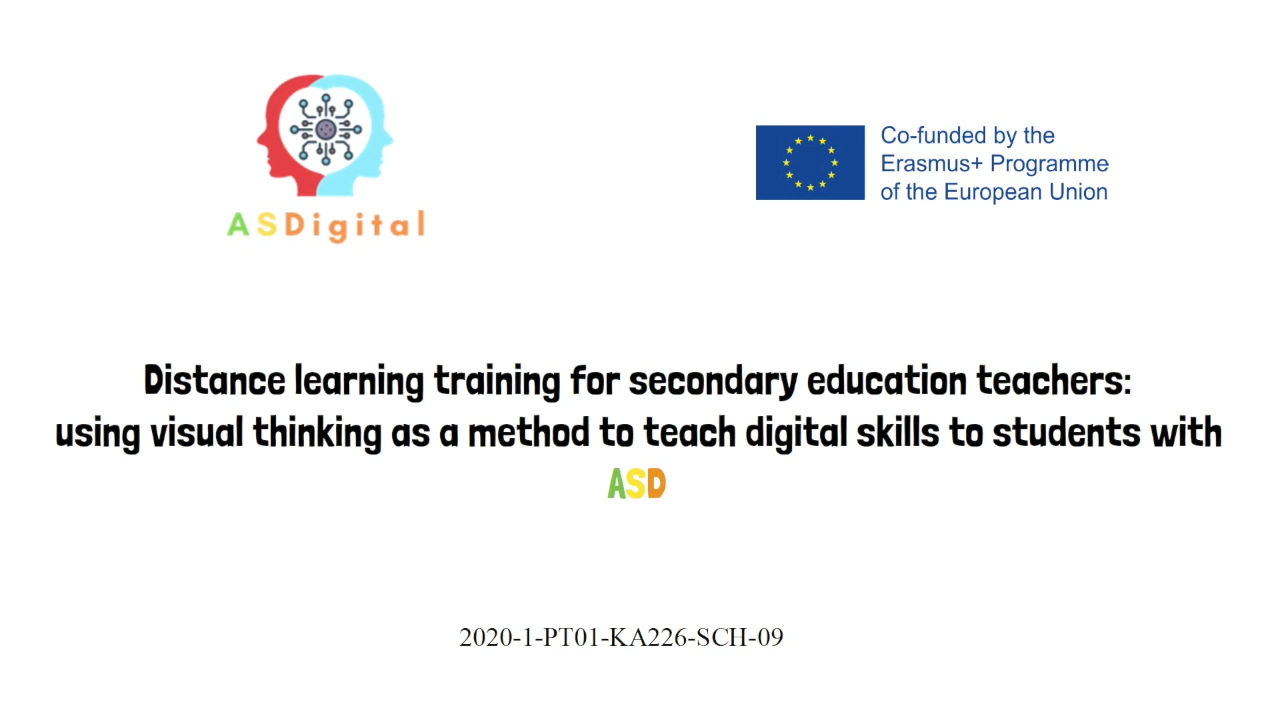 ASDigital
Co-funded by the
Erasmus+ Programme
of the European Union
Distance learning training for secondary education teachers:
using visual thinking as a method to teach digital skills to students with
ASD
2020-1-PT01-KA226-SCH-09